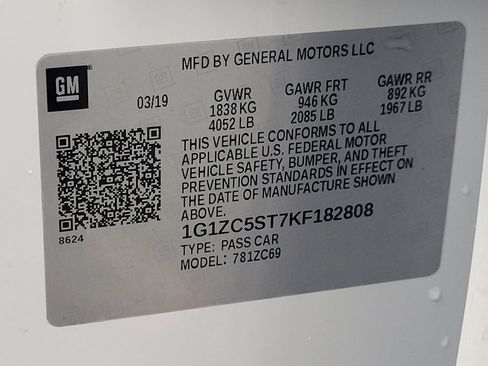 MFD BY GENERAL MOTORS LLC
GM
03/19 GVWR GAWR FRT GAWR RR
1838 KG 946 KG 892 KG
4052 LB 2085 LB 1967 LB
THIS VEHICLE CONFORMS TO ALL
APPLICABLE U.S. FEDERAL MOTOR
VEHICLE SAFETY, BUMPER, AND THEFT
PREVENTION STANDARDS IN EFFECT ON
THE DATE OF MANUFACTURE SHOWN
ABOVE.
8624
1G1ZC5ST7KF182808
TYPE: PASS CAR
MODEL: 781ZC69